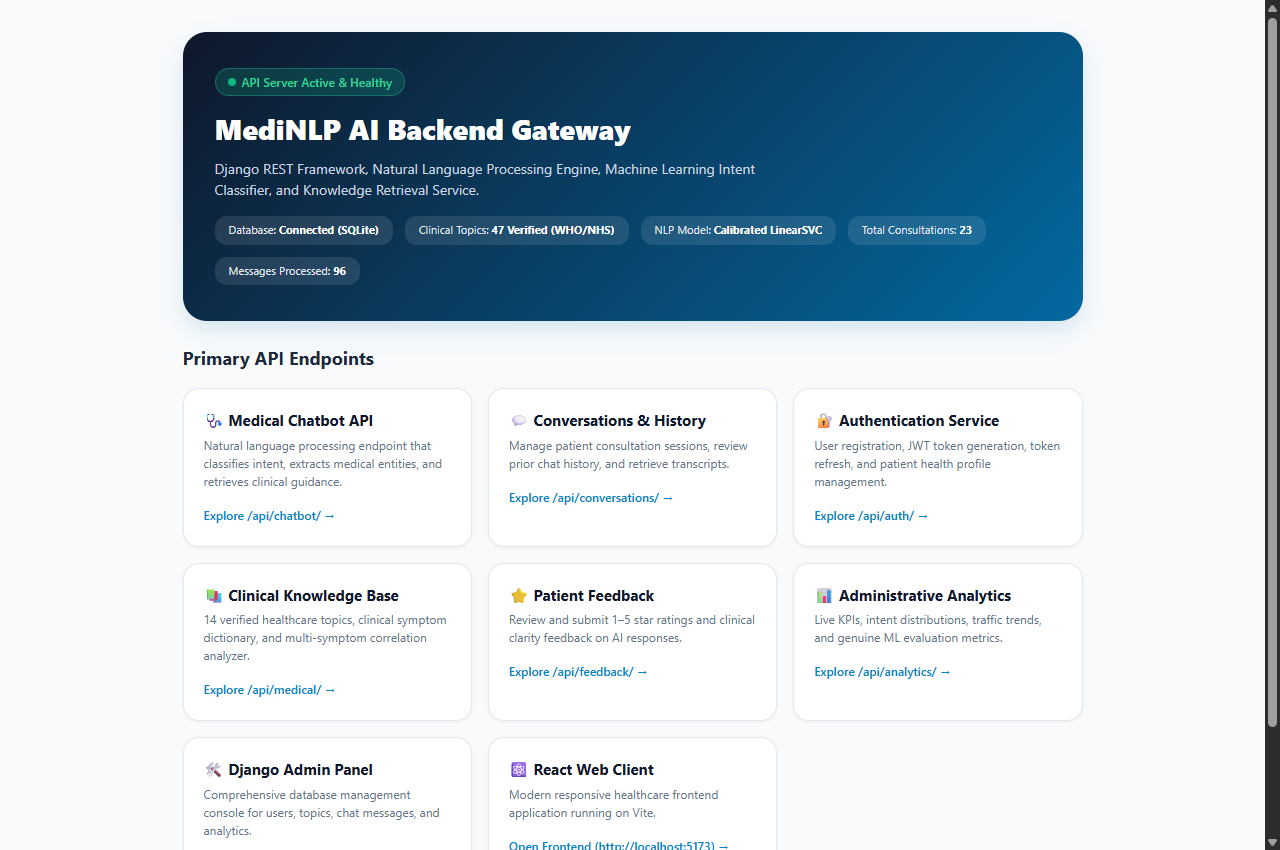 API Server Active & Healthy
MediNLP AI Backend Gateway
Django REST Framework, Natural Language Processing Engine, Machine Learning Intent
Classifier, and Knowledge Retrieval Service.
Database: Connected (SQLite)
Clinical Topics: 47 Verified (WHO/NHS)
NLP Model: Calibrated LinearSVC
Total Consultations: 23
Messages Processed: 96
Primary API Endpoints
Medical Chatbot API
Natural language processing endpoint that
classifies intent, extracts medical entities, and
retrieves clinical guidance.
Explore /api/chatbot/ →
Conversations & History
Manage patient consultation sessions, review
prior chat history, and retrieve transcripts.
Explore /api/conversations/ →
Authentication Service
User registration, JWT token generation, token
refresh, and patient health profile
management.
Explore /api/auth/ →
Clinical Knowledge Base
14 verified healthcare topics, clinical symptom
dictionary, and multi-symptom correlation
analyzer.
Explore /api/medical/ →
Patient Feedback
Review and submit 1–5 star ratings and clinical
clarity feedback on AI responses.
Explore /api/feedback/ →
Administrative Analytics
Live KPIs, intent distributions, traffic trends,
and genuine ML evaluation metrics.
Explore /api/analytics/ →
Django Admin Panel
Comprehensive database management
console for users, topics, chat messages, and
analytics.
React Web Client
Modern responsive healthcare frontend
application running on Vite.
Open Frontend (http://localhost:5173) →